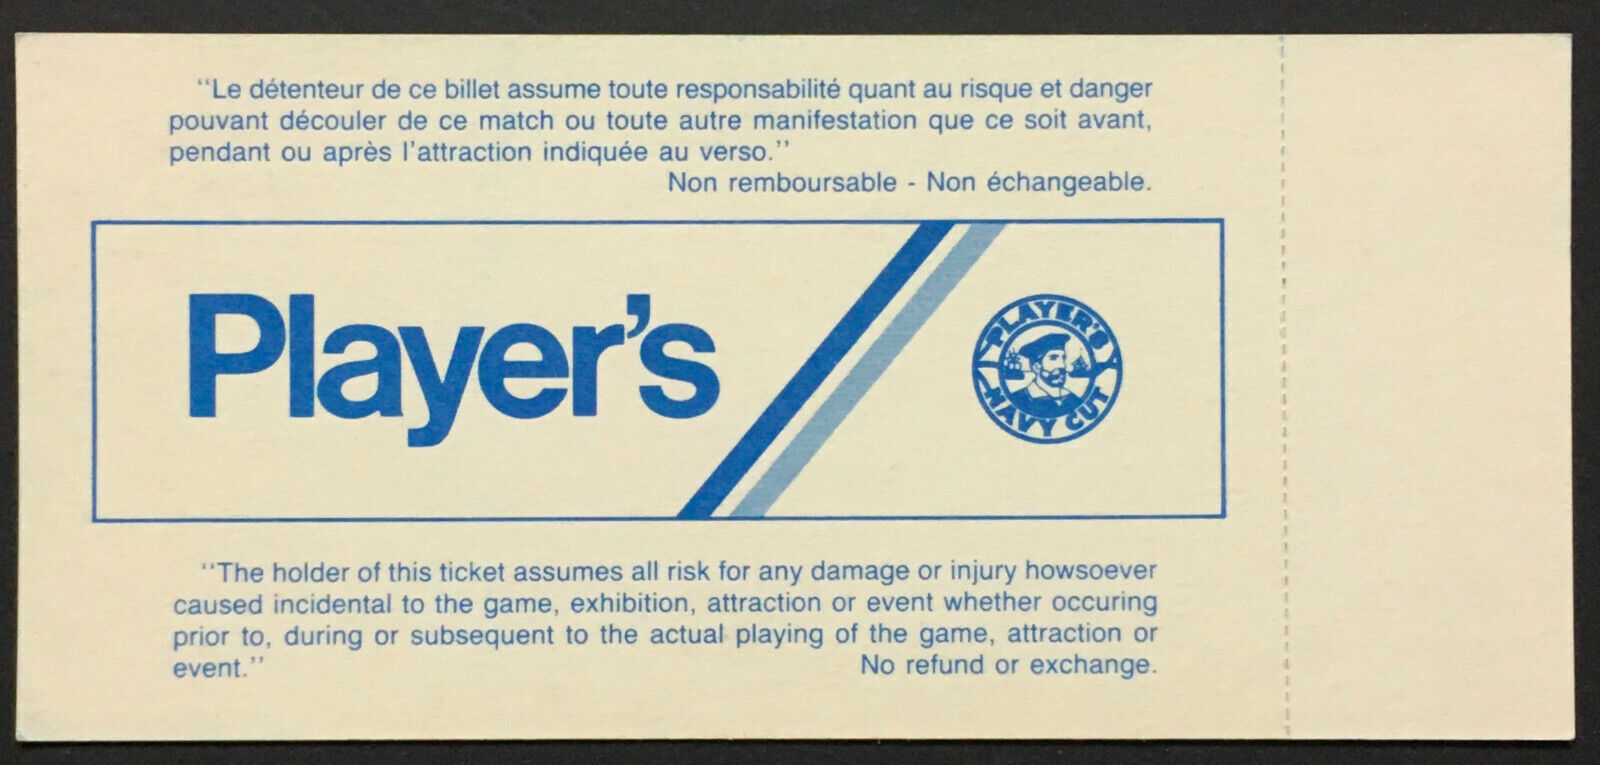 ‘‘Le détenteur de ce billet assume toute responsabilité quant au risque et danger
pouvant découler de ce match ou toute autre manifestation que ce soit avant,
pendant ou après l’attraction indiquée au verso.’’
Non remboursable - Non échangeable.
Player’s
PLAYER’S
NAVY CUT
‘‘The holder of this ticket assumes all risk for any damage or injury howsoever
caused incidental to the game, exhibition, attraction or event whether occuring
prior to, during or subsequent to the actual playing of the game, attraction or
event.’’ No refund or exchange.